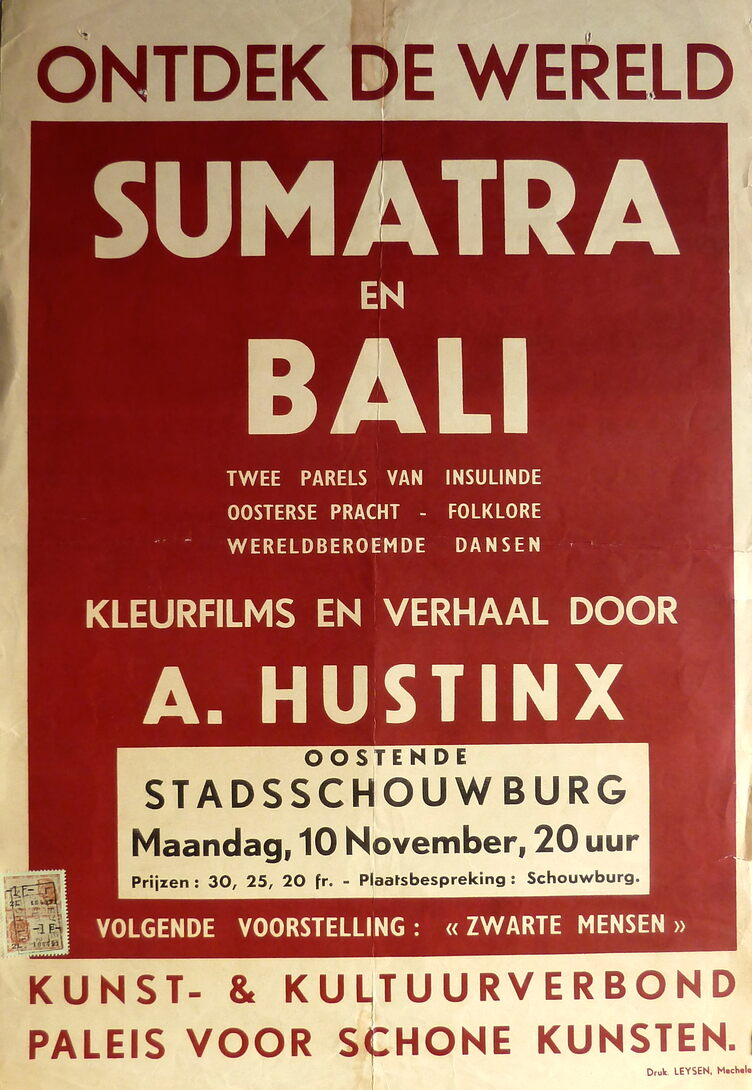 ONTDEK DE WERELD
SUMATRA
EN
BALI
TWEE PARELS VAN INSULINDE
OOSTERSE PRACHT - FOLKLORE
WERELDBEROEMDE DANSEN
KLEURFILMS EN VERHAAL DOOR
A. HUSTINX
OOSTENDE
STADSSCHOUWBURG
Maandag, 10 November, 20 uur
Prijzen : 30, 25, 20 fr. - Plaatsbespreking : Schouwburg.
VOLGENDE VOORSTELLING : « ZWARTE MENSEN »
KUNST- & KULTUURVERBOND
PALEIS VOOR SCHONE KUNSTEN.
Druk. LEYSEN, Mechele